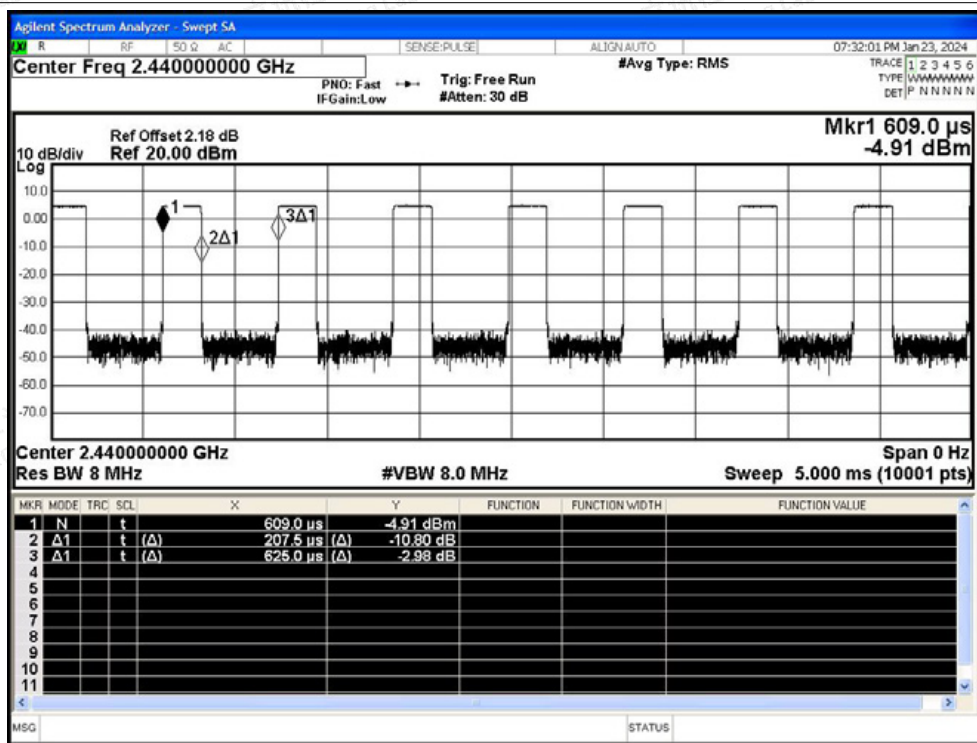 Agilent Spectrum Analyzer - Swept SA
R RF 50 Ω AC SENSE:PULSE ALIGN AUTO 07:32:01 PM Jan 23, 2024
Center Freq 2.440000000 GHz #Avg Type: RMS TRACE 1 2 3 4 5 6
PNO: Fast Trig: Free Run TYPE WWWWWW
IFGain:Low #Atten: 30 dB DET P N N N N N
Mkr1 609.0 µs
Ref Offset 2.18 dB
10 dB/div Ref 20.00 dBm -4.91 dBm
Log
10.0
0.00
-10.0
-20.0
-30.0
-40.0
-50.0
-60.0
-70.0
1
2Δ1
3Δ1
Center 2.440000000 GHz Span 0 Hz
Res BW 8 MHz #VBW 8.0 MHz Sweep 5.000 ms (10001 pts)
MKR MODE TRC SCL X Y FUNCTION FUNCTION WIDTH FUNCTION VALUE
1 N t 609.0 µs -4.91 dBm
2 Δ1 t (Δ) 207.5 µs (Δ) -10.80 dB
3 Δ1 t (Δ) 625.0 µs (Δ) -2.98 dB
4
5
6
7
8
9
10
11
MSG STATUS